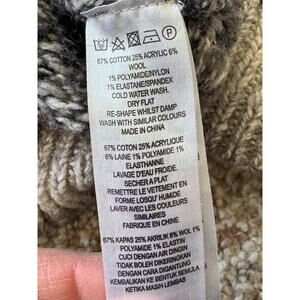 67% COTTON 25% ACRYLIC 6%
WOOL
1% POLYAMIDE/NYLON
1% ELASTANE/SPANDEX
COLD WATER WASH.
DRY FLAT
RE-SHAPE WHILST DAMP
WASH WITH SIMILAR COLOURS
MADE IN CHINA
67% COTON 25% ACRYLIQUE
6% LAINE 1% POLYAMIDE 1%
ELASTHANNE
LAVAGE D'EAU FROIDE.
SECHER A PLAT
REMETTRE LE VETEMENT EN
FORME LOSQU' HUMIDE
LAVER AVEC LES COULEURS
SIMILAIRES
FABRIQUE EN CHINE
67% KAPAS 25% AKRILIK 6% WOL 1%
POLYAMIDE 1% ELASTIN
CUCI DENGAN AIR DINGIN
TIDAK BOLEH DIKERINGKAN
DENGAN CARA DIGANTUNG
KEMBALIKAN KE BENTUK SEMULA
KETIKA MASIH LEMBAB